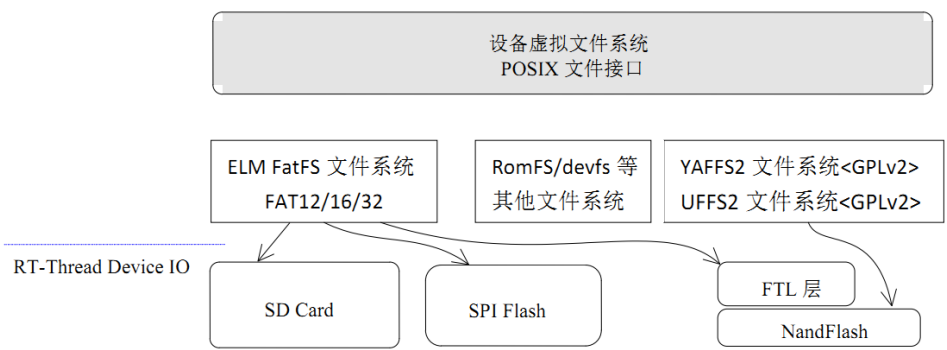 设备虚拟文件系统
POSIX 文件接口
ELM FatFS 文件系统
FAT12/16/32
RomFS/devfs 等
其他文件系统
YAFFS2 文件系统<GPLv2>
UFFS2 文件系统<GPLv2>
RT-Thread Device IO
SD Card
SPI Flash
FTL 层
NandFlash